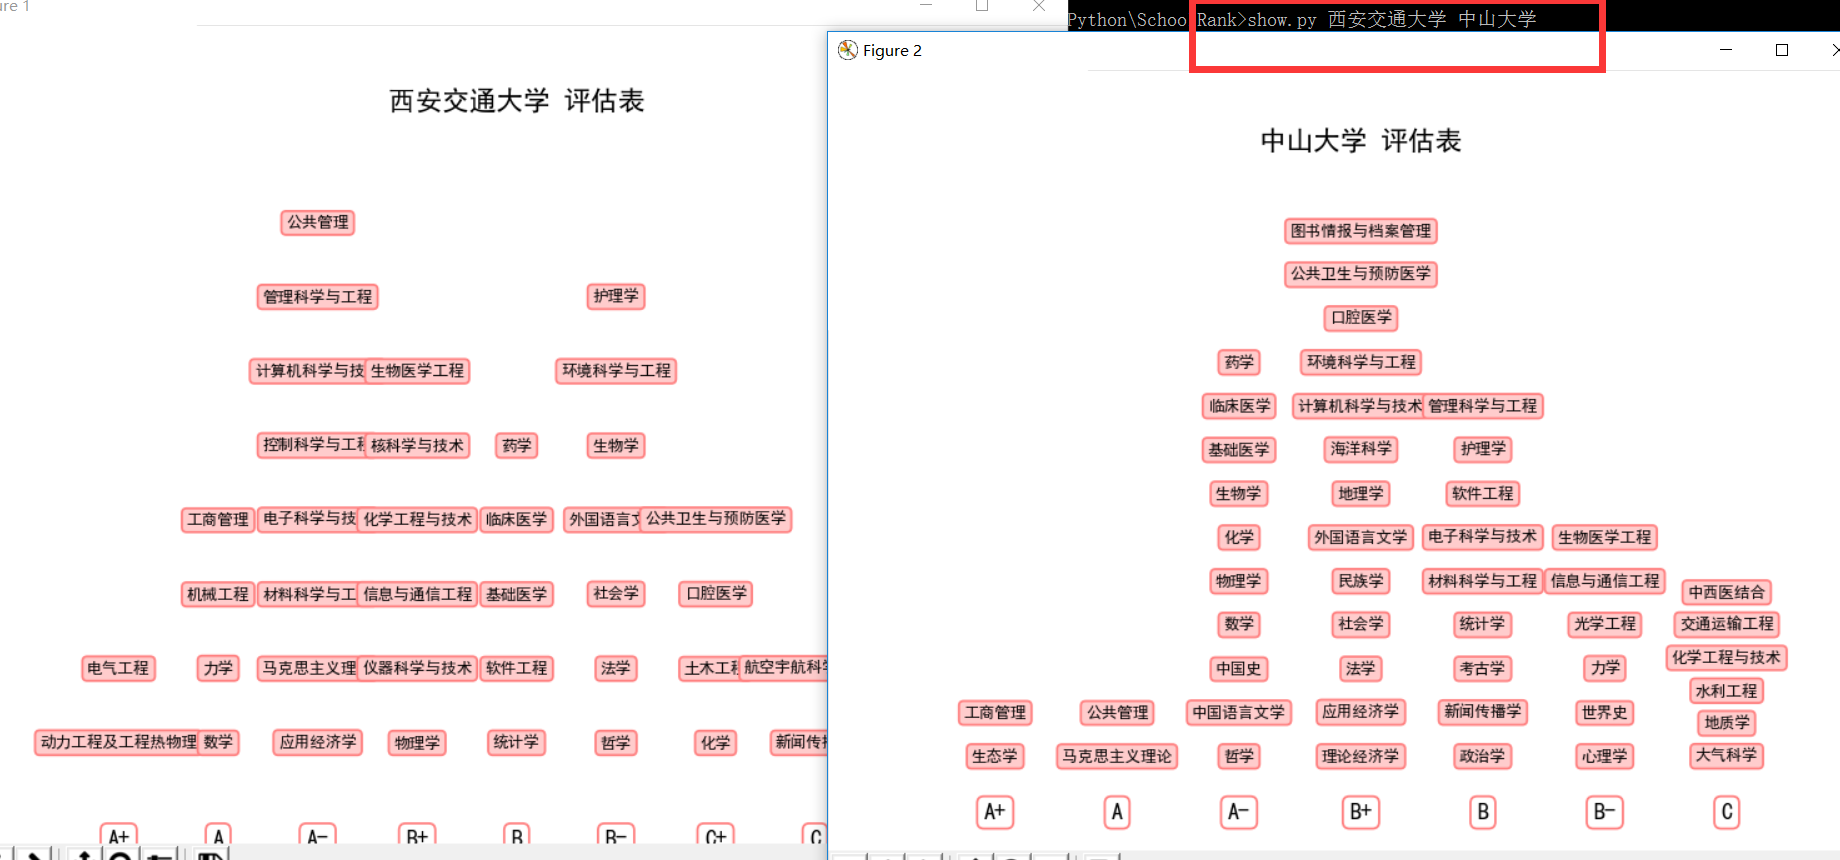 ure 1
Python\Schoo Rank>show.py 西安交通大学 中山大学
西安交通大学 评估表
公共管理
管理科学与工程 护理学
计算机科学与技 生物医学工程 环境科学与工程
控制科学与工程 核科学与技术 药学 生物学
工商管理 电子科学与技 化学工程与技术 临床医学 外国语言文 公共卫生与预防医学
机械工程 材料科学与工 信息与通信工程 基础医学 社会学 口腔医学
电气工程 力学 马克思主义理 仪器科学与技术 软件工程 法学 土木工程 航空宇航科学
动力工程及工程热物理 数学 应用经济学 物理学 统计学 哲学 化学 新闻传播
A+ A A- B+ B B- C+ C
Figure 2
中山大学 评估表
图书情报与档案管理
公共卫生与预防医学
口腔医学
药学 环境科学与工程
临床医学 计算机科学与技术 管理科学与工程
基础医学 海洋科学 护理学
生物学 地理学 软件工程
化学 外国语言文学 电子科学与技术 生物医学工程
物理学 民族学 材料科学与工程 信息与通信工程
中西医结合
数学 社会学 统计学 光学工程 交通运输工程
化学工程与技术
中国史 法学 考古学 力学
水利工程
工商管理 公共管理 中国语言文学 应用经济学 新闻传播学 世界史
地质学
生态学 马克思主义理论 哲学 理论经济学 政治学 心理学 大气科学
A+ A A- B+ B B- C